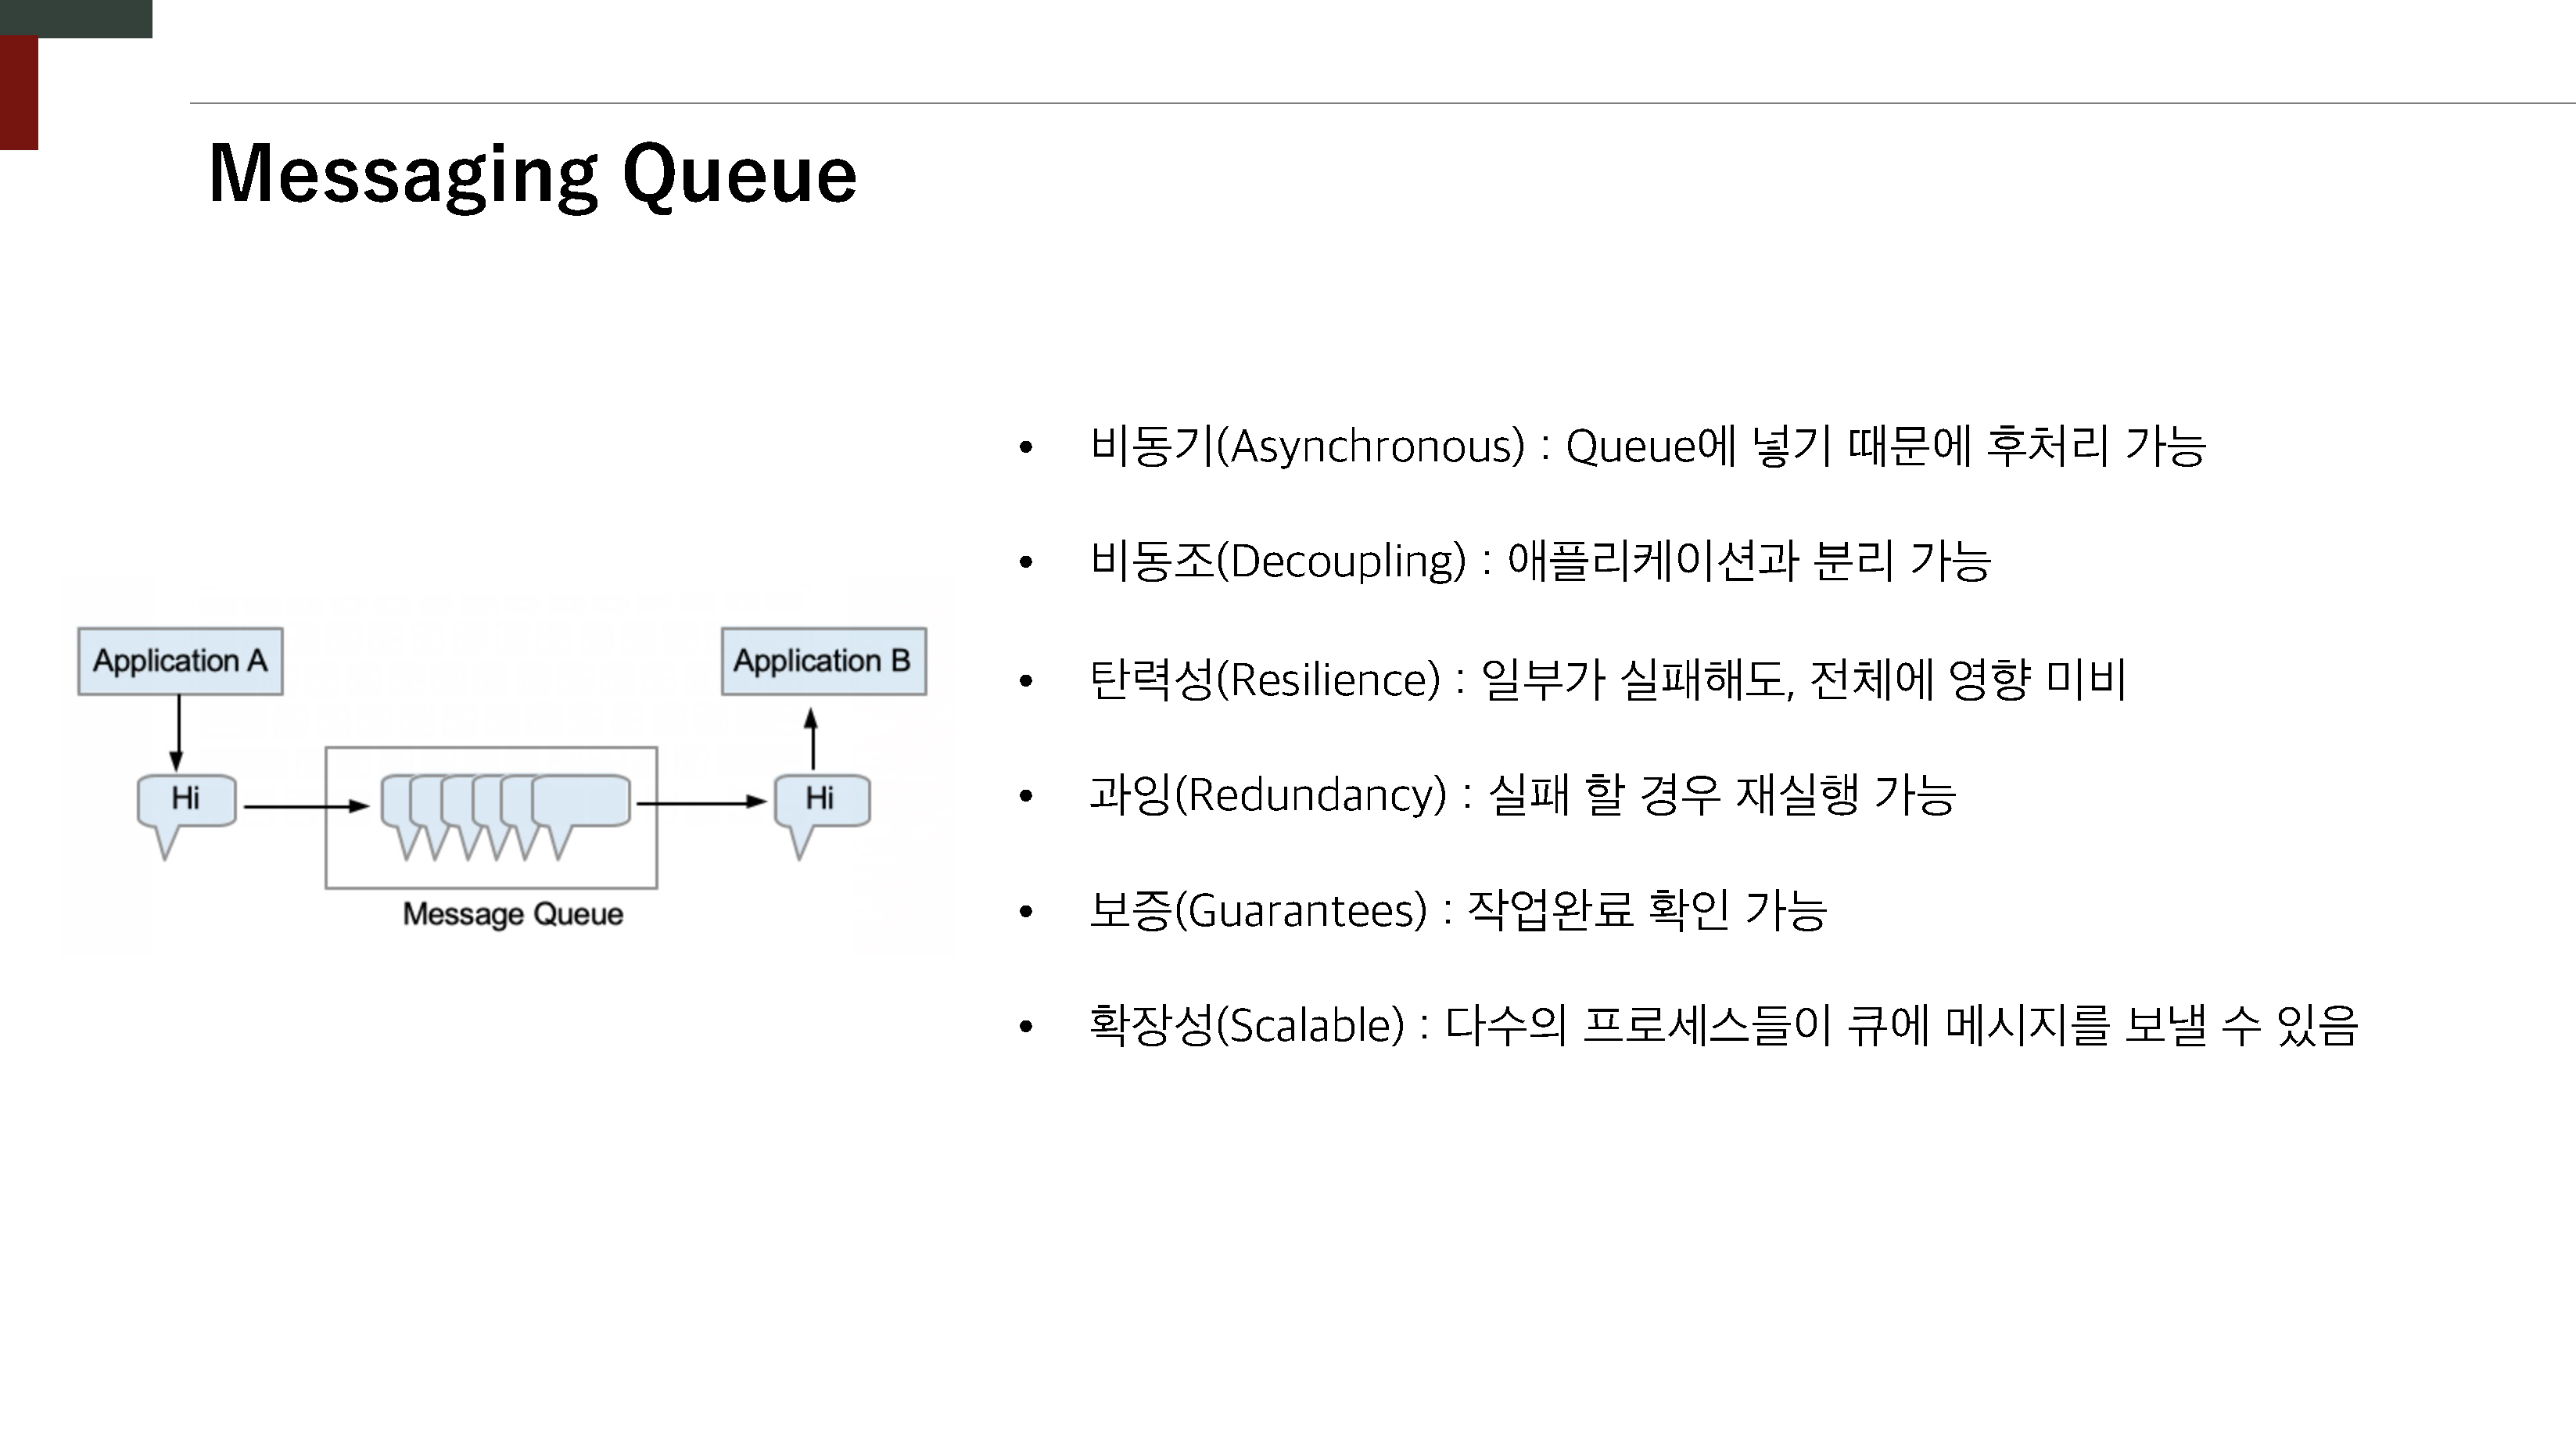 Messaging Queue
Application A
Application B
Hi
Hi
Message Queue
• 비동기(Asynchronous) : Queue에 넣기 때문에 후처리 가능
• 비동조(Decoupling) : 애플리케이션과 분리 가능
• 탄력성(Resilience) : 일부가 실패해도, 전체에 영향 미비
• 과잉(Redundancy) : 실패 할 경우 재실행 가능
• 보증(Guarantees) : 작업완료 확인 가능
• 확장성(Scalable) : 다수의 프로세스들이 큐에 메시지를 보낼 수 있음